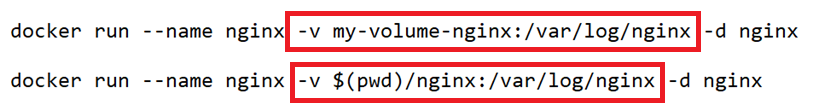 docker run --name nginx -v my-volume-nginx:/var/log/nginx -d nginx
docker run --name nginx -v $(pwd)/nginx:/var/log/nginx -d nginx